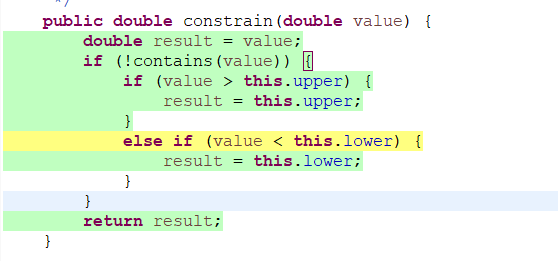 */
public double constrain(double value) {
double result = value;
if (!contains(value)) {
if (value > this.upper) {
result = this.upper;
}
else if (value < this.lower) {
result = this.lower;
}
}
return result;
}